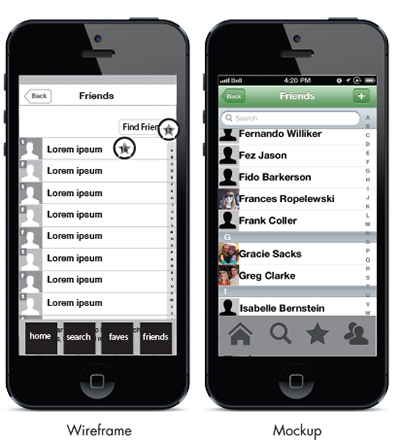 Back
Friends
Find Frien
Lorem ipsum
Lorem ipsum
Lorem ipsum
Lorem ipsum
Lorem ipsum
Lorem ipsum
Lorem ipsum
Lorem ipsum
home search faves friends
Wireframe
Bell 4:20 PM
Back Friends +
Search
Fernando Williker
Fez Jason
Fido Barkerson
Frances Ropelewski
Frank Coller
G
Gracie Sacks
Greg Clarke
I
Isabelle Bernstein
Mockup